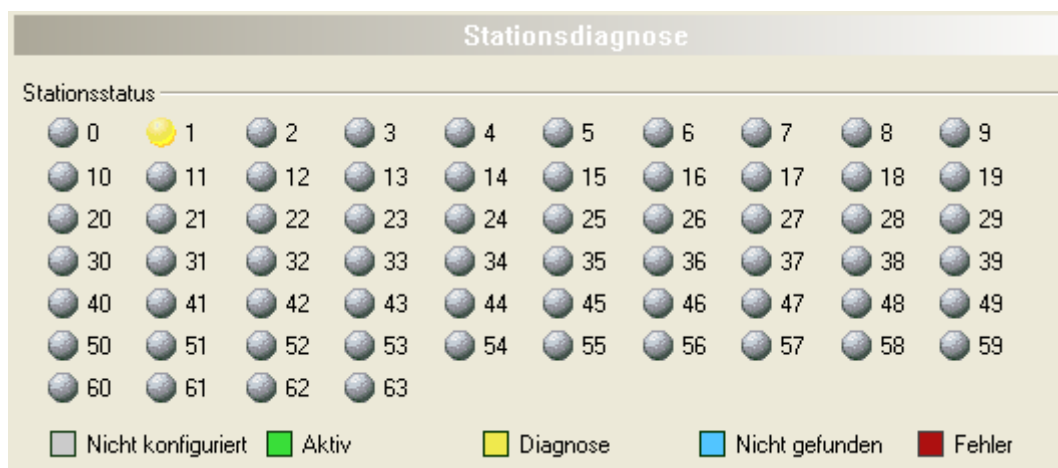 Stationsdiagnose
Stationsstatus
0 1 2 3 4 5 6 7 8 9
10 11 12 13 14 15 16 17 18 19
20 21 22 23 24 25 26 27 28 29
30 31 32 33 34 35 36 37 38 39
40 41 42 43 44 45 46 47 48 49
50 51 52 53 54 55 56 57 58 59
60 61 62 63
Nicht konfiguriert Aktiv Diagnose Nicht gefunden Fehler